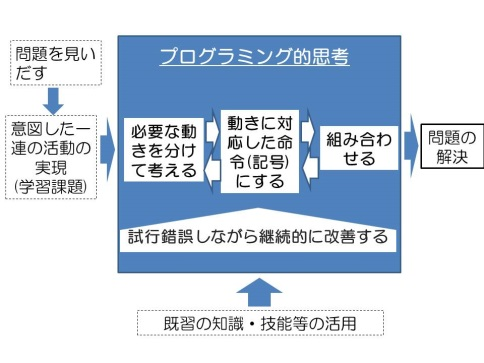 問題を見い
だす
意図した一
連の活動の
実現
(学習課題)
プログラミング的思考
必要な動
きを分け
て考える
動きに対
応した命
令(記号)
にする
組み合わ
せる
試行錯誤しながら継続的に改善する
問題の
解決
既習の知識・技能等の活用